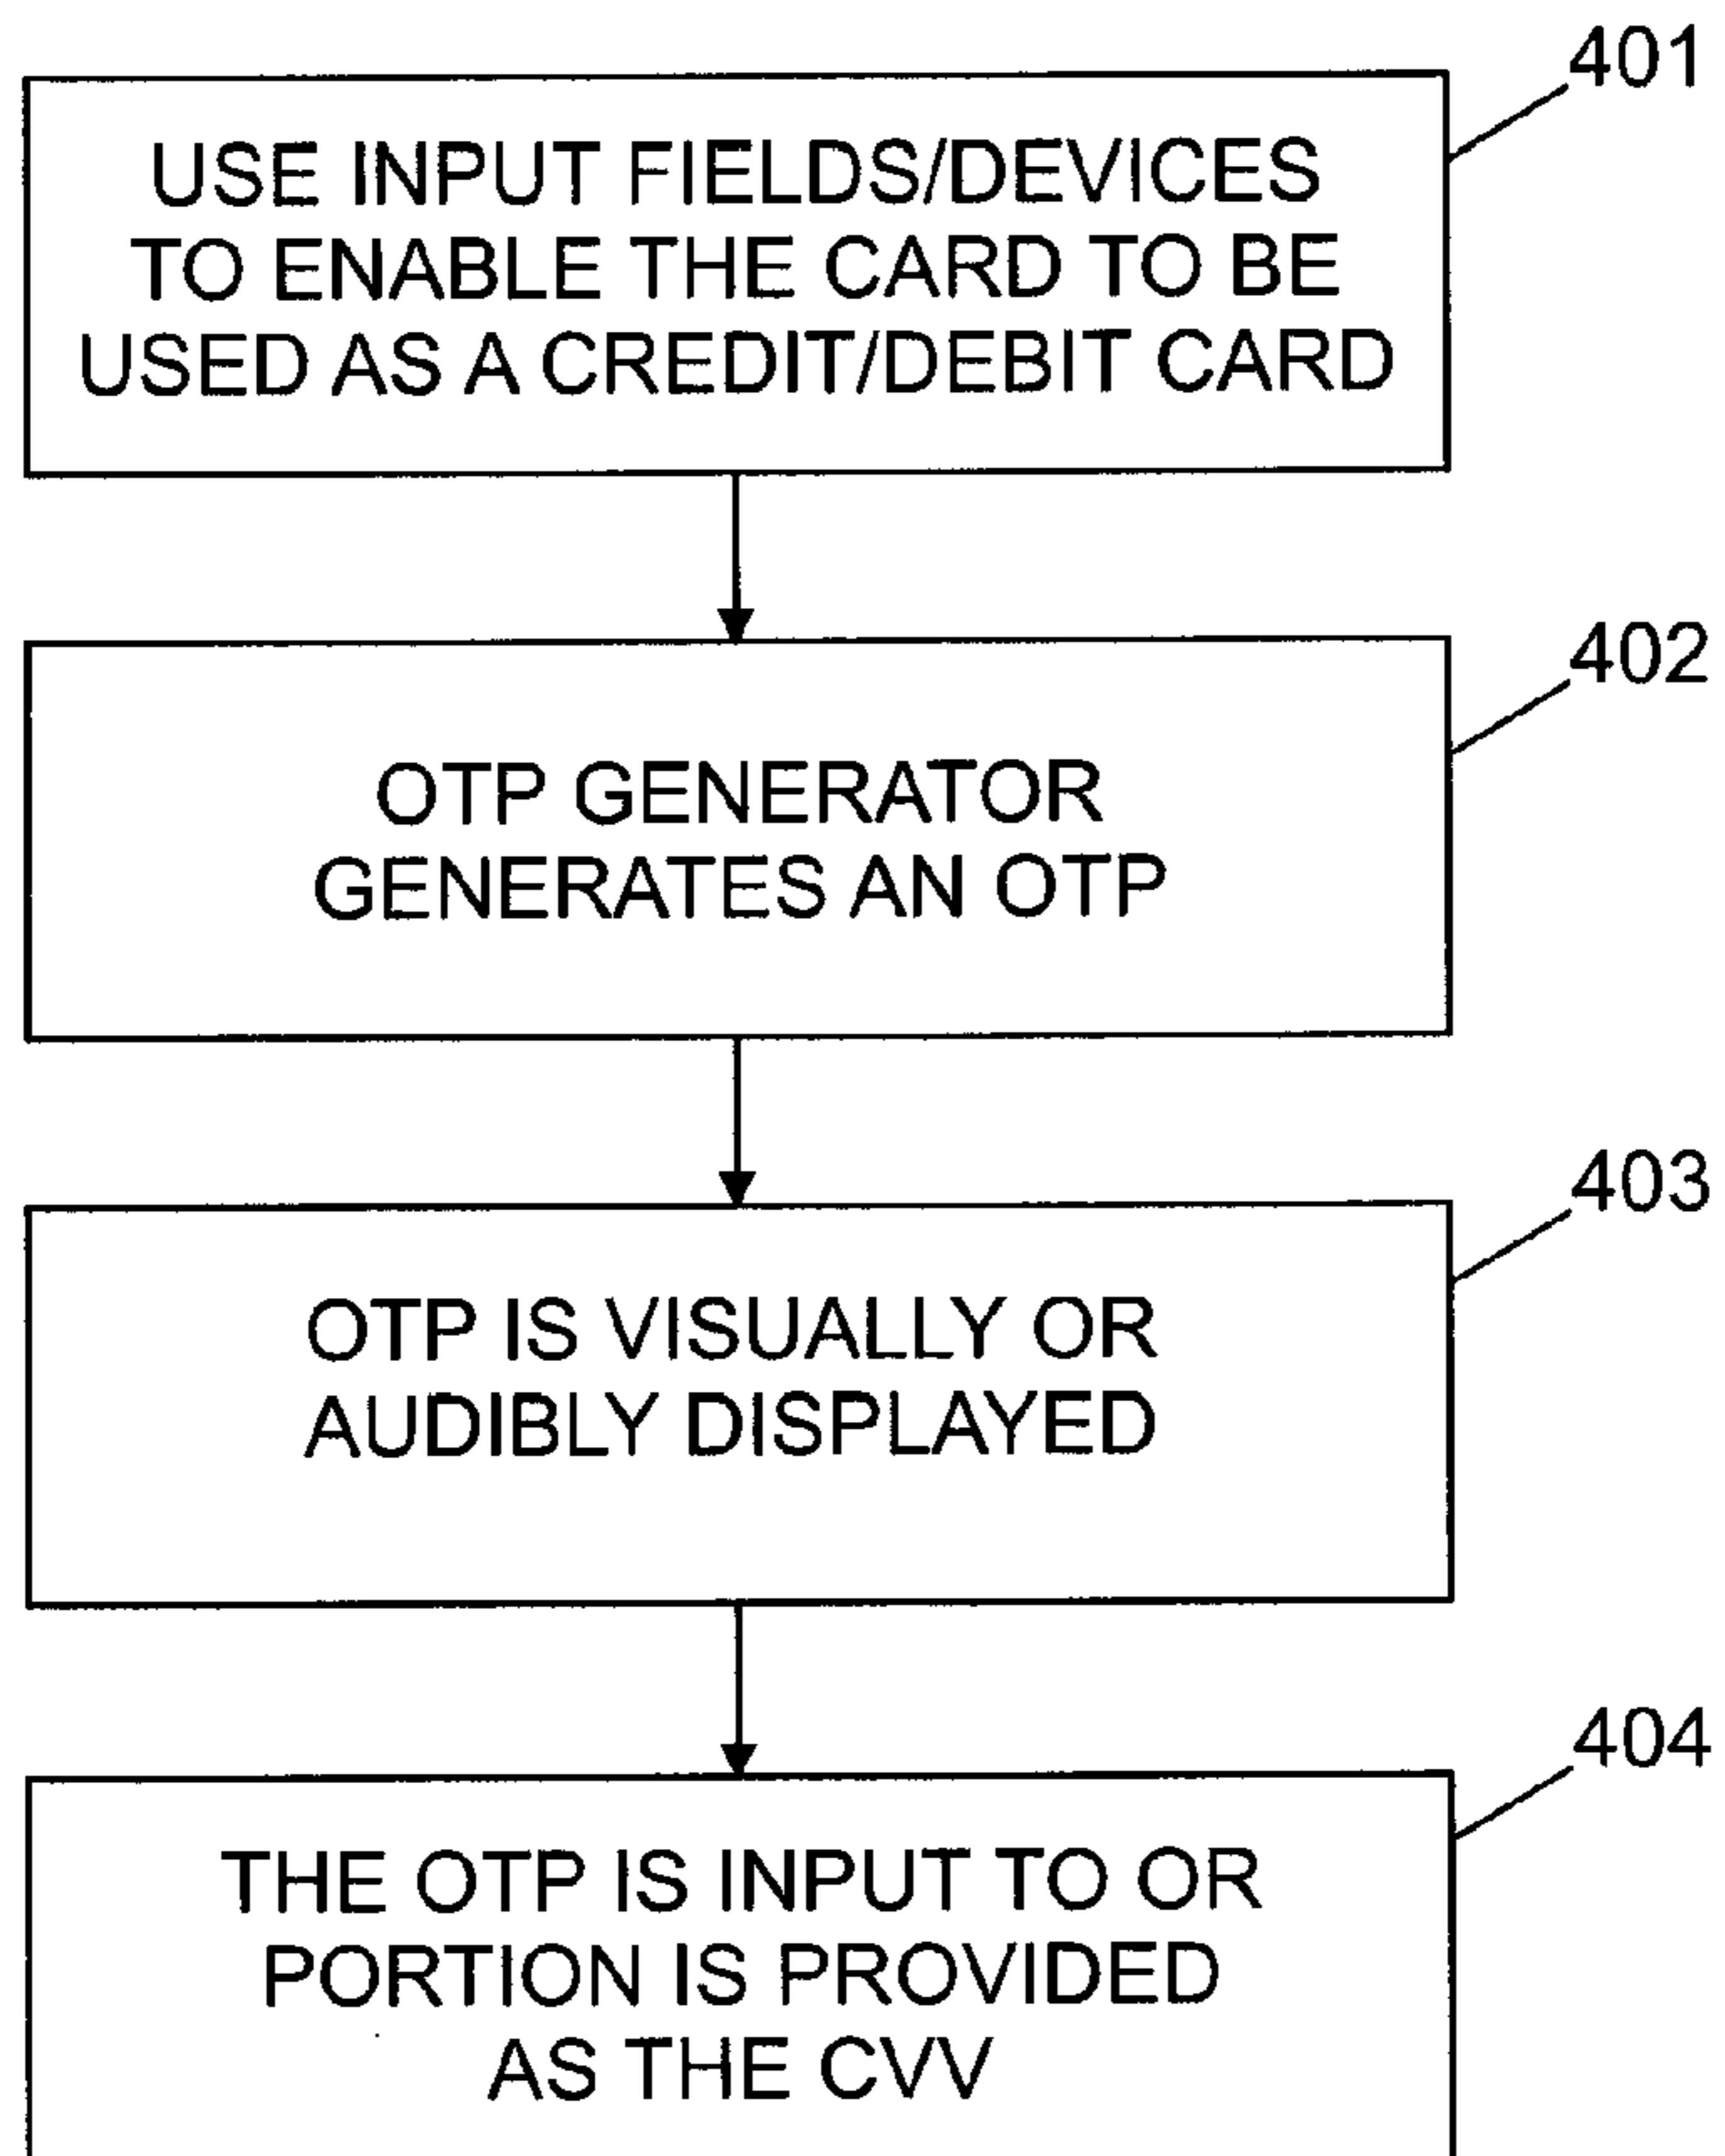 401
USE INPUT FIELDS/DEVICES
TO ENABLE THE CARD TO BE
USED AS A CREDIT/DEBIT CARD
402
OTP GENERATOR
GENERATES AN OTP
403
OTP IS VISUALLY OR
AUDIBLY DISPLAYED
404
THE OTP IS INPUT TO OR
PORTION IS PROVIDED
AS THE CVV